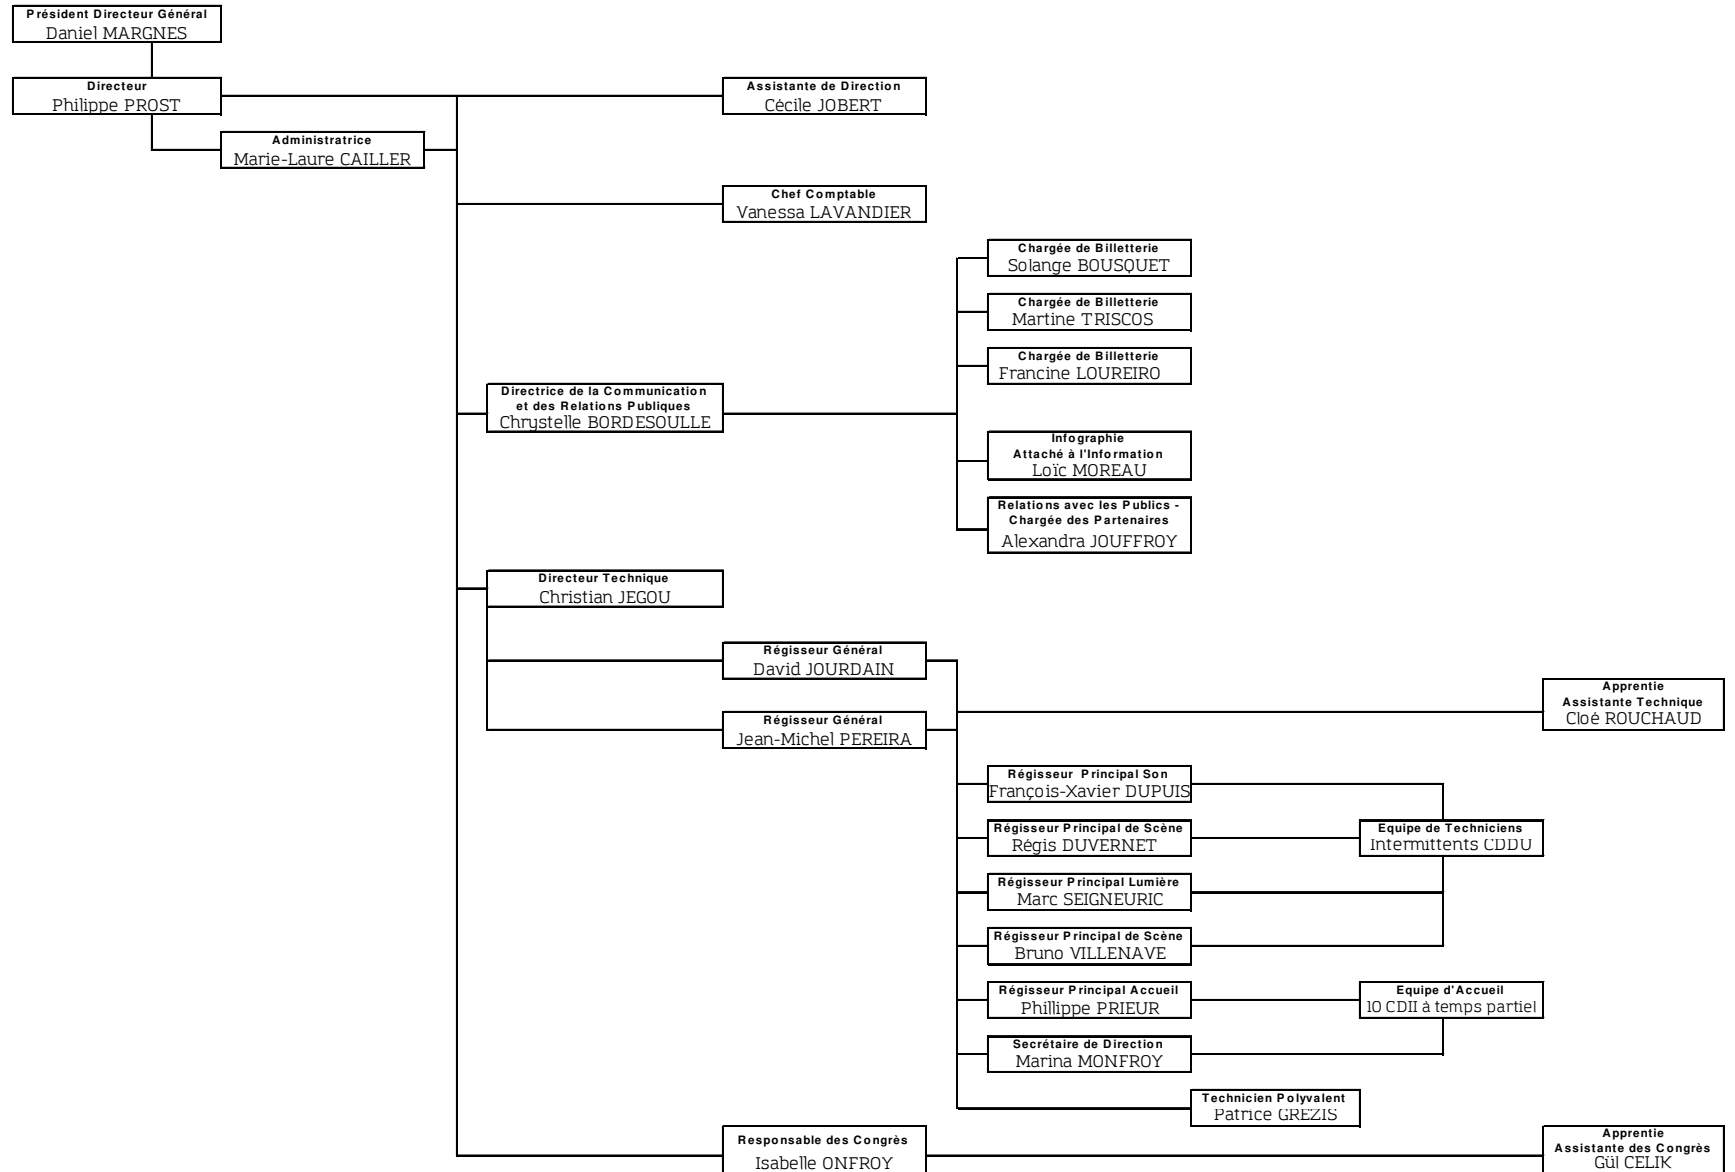 Président Directeur Général
Daniel MARGNES
Directeur
Philippe PROST
Assistante de Direction
Cécile JOBERT
Administratrice
Marie-Laure CAILLER
Chef Comptable
Vanessa LAVANDIER
Chargée de Billetterie
Solange BOUSQUET
Chargée de Billetterie
Martine TRISCOS
Chargée de Billetterie
Francine LOUREIRO
Directrice de la Communication
et des Relations Publiques
Chrystelle BORDESOULLE
Infographie
Attaché à l'Information
Loïc MOREAU
Relations avec les Publics -
Chargée des Partenaires
Alexandra JOUFFROY
Directeur Technique
Christian JEGOU
Régisseur Général
David JOURDAIN
Régisseur Général
Jean-Michel PEREIRA
Apprentie
Assistante Technique
Cloé ROUCHAUD
Régisseur Principal Son
François-Xavier DUPUIS
Régisseur Principal de Scène
Régis DUVERNET
Equipe de Techniciens
Intermittents CDDU
Régisseur Principal Lumière
Marc SEIGNEURIC
Régisseur Principal de Scène
Bruno VILLENAVE
Régisseur Principal Accueil
Phillippe PRIEUR
Equipe d'Accueil
10 CDII à temps partiel
Secrétaire de Direction
Marina MONFROY
Technicien Polyvalent
Patrice GREZIS
Responsable des Congrès
Isabelle ONFROY
Apprentie
Assistante des Congrès
Gül CELIK